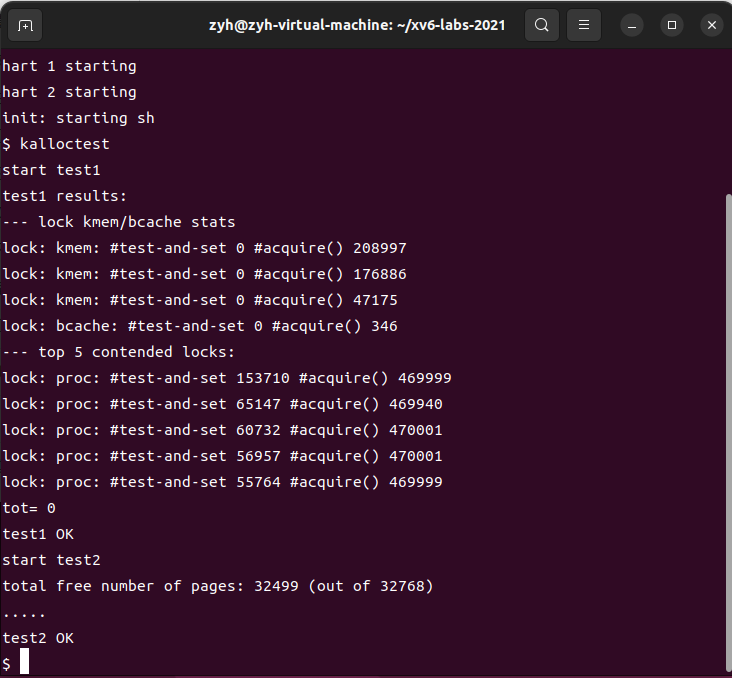 zyh@zyh-virtual-machine: ~/xv6-labs-2021
hart 1 starting
hart 2 starting
init: starting sh
$ kalloctest
start test1
test1 results:
--- lock kmem/bcache stats
lock: kmem: #test-and-set 0 #acquire() 208997
lock: kmem: #test-and-set 0 #acquire() 176886
lock: kmem: #test-and-set 0 #acquire() 47175
lock: bcache: #test-and-set 0 #acquire() 346
--- top 5 contended locks:
lock: proc: #test-and-set 153710 #acquire() 469999
lock: proc: #test-and-set 65147 #acquire() 469940
lock: proc: #test-and-set 60732 #acquire() 470001
lock: proc: #test-and-set 56957 #acquire() 470001
lock: proc: #test-and-set 55764 #acquire() 469999
tot= 0
test1 OK
start test2
total free number of pages: 32499 (out of 32768)
.....
test2 OK
$